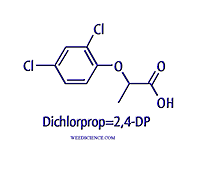 Cl
Cl
O
O
OH
Dichlorprop=2,4-DP
WEEDSCIENCE.COM